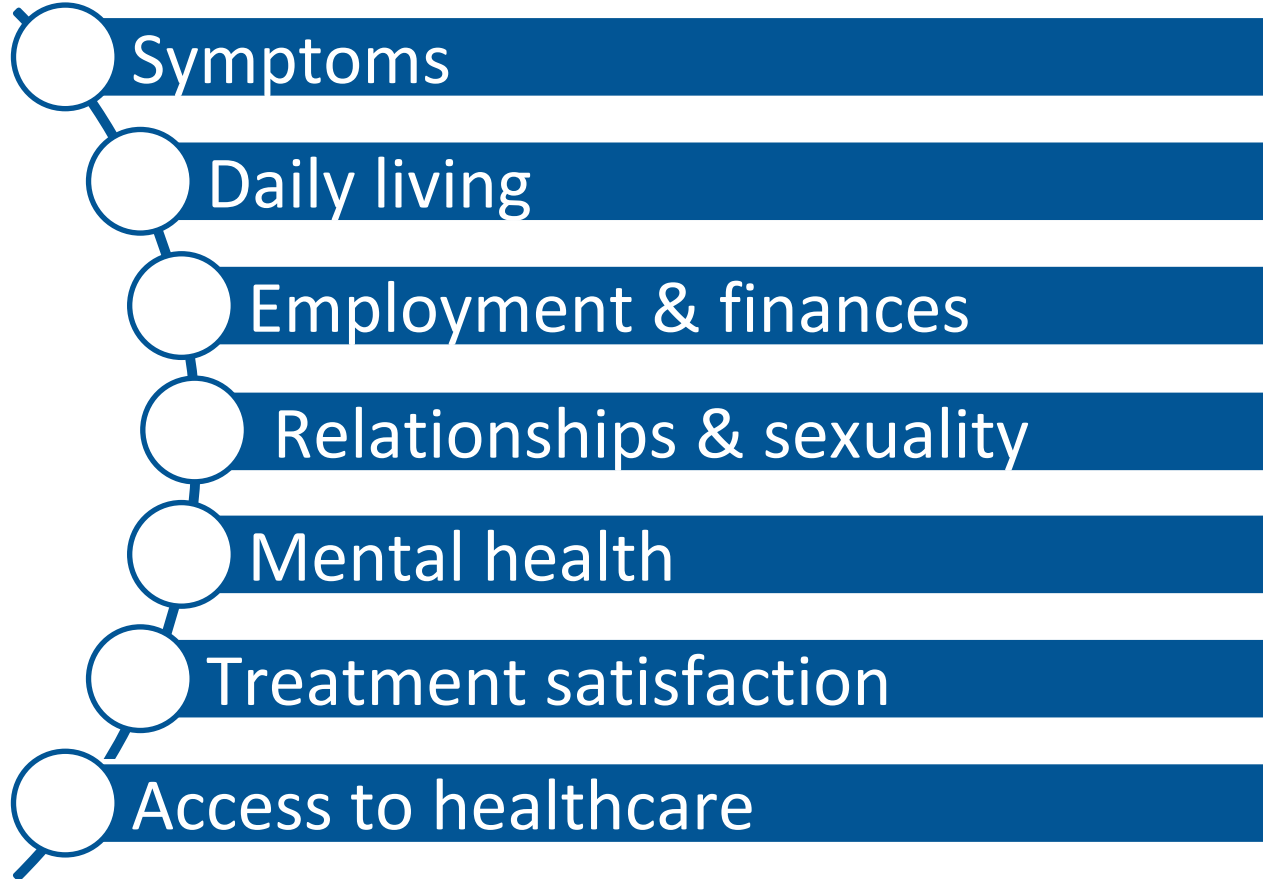 Symptoms
Daily living
Employment & finances
Relationships & sexuality
Mental health
Treatment satisfaction
Access to healthcare